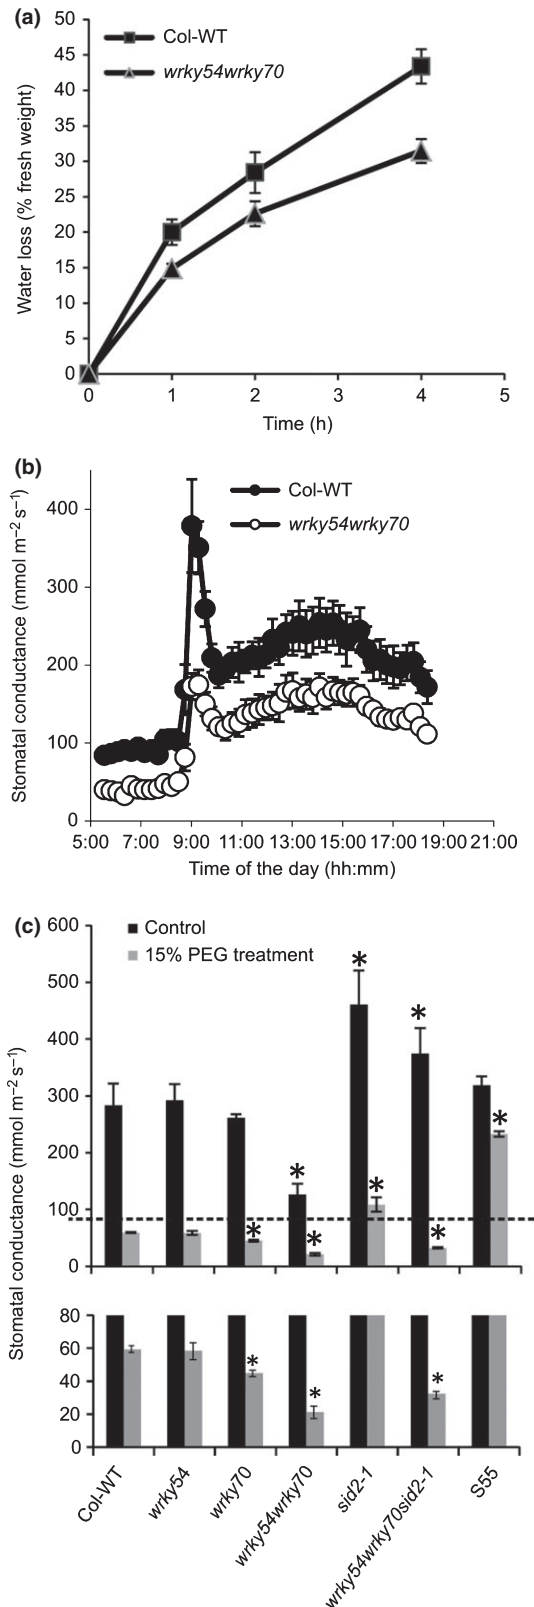 (a)
Water loss (% fresh weight)
50
45
40
35
30
25
20
15
10
5
0
Col-WT
wrky54wrky70
0 1 2 3 4 5
Time (h)
(b)
Stomatal conductance (mmol m⁻² s⁻¹)
400
300
200
100
0
Col-WT
wrky54wrky70
5:00 7:00 9:00 11:00 13:00 15:00 17:00 19:00 21:00
Time of the day (hh:mm)
(c)
Stomatal conductance (mmol m⁻² s⁻¹)
600
500
400
300
200
100
0
Control
15% PEG treatment
* * * * * * * * *
80
60
40
20
0
* * *
Col-WT
wrky54
wrky70
wrky54wrky70
sid2-1
wrky54wrky70sid2-1
S55